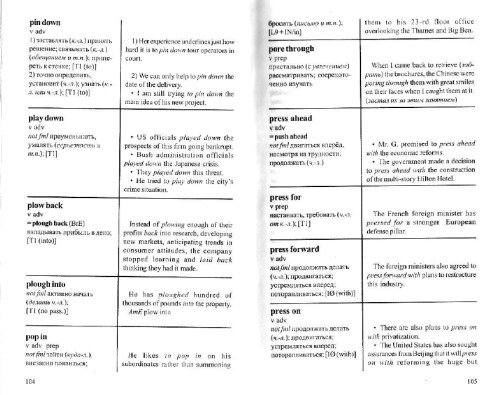 pin down
v adv
1) заставлять (к.-л.) принять
решение; связывать (к.-л.)
(обещанием и т.п.); припе-
реть к стенке; [T1 (to)]
2) точно определить,
установит (ч.-л.); узнать (к.-
л. или ч.-л.); [T1 (to)]
1) Her experience underlines just how
hard it is to pin down tour operators in
court.
2) We can only help to pin down the
date of the delivery.
• I am still trying to pin down the
main idea of his new project.
play down
v adv
not fml преуменьшать,
умалять (серьезность и
т.п.); [T1]
• US officials played down the
prospects of this firm going bankrupt.
• Bush administration officials
played down the Japanese crisis.
• They played down this threat.
• He tried to play down the city's
crime situation.
plow back
v adv
= plough back (BrE)
вкладывать прибыль в дело;
[T1 (into)]
Instead of plowing enough of their
profits back into research, developing
new markets, anticipating trends in
consumer attitudes, the company
stopped learning and laid back
thinking they had it made.
plough into
not fml активно начать
(делать ч.-л.);
[T1 (no pass.)]
He has ploughed hundred of
thousands of pounds into the property.
AmE plow into
pop in
v adv prep
not fml зайти (куда-л.);
внезапно появиться;
He likes to pop in on his
subordinates rather than summoning
104
бросить (письмо и т.п.);
[L9 + IN/in]
them to his 23-rd floor office
overlooking the Thames and Big Ben.
pore through
v prep
пристально (с увлечением)
рассматривать; сосредото-
ченно изучать
When I came back to retrieve (заб-
рать) the brochures, the Chinese were
paring through them with great smiles
on their faces when I caught them at it.
(застал их за этим занятием)
press ahead
v adv
= push ahead
not fml двигаться вперёд,
несмотря на трудности;
продолжать (ч.-л.)
• Mr. G. promised to press ahead
with the economic reforms.
• The government made a decision
to press ahead with the construction
of the multi-story Hilton Hotel.
press for
v prep
настаивать, требовать (ч.-л.
от к.-л.); [T1]
The French foreign minister has
pressed for a stronger European
defense pillar.
press forward
v adv
not fml продолжить делать
(ч.-л.); продвигаться;
устремляться вперед;
поторапливаться; [IØ (with)]
The foreign ministers also agreed to
press forward with plans to restructure
this industry.
press on
v adv
not fml продолжить делать
(ч.-л.); продвигаться;
устремляться вперед;
поторапливаться; [IØ (with)]
• There are also plans to press on
with privatization.
• The United States has also sought
assurances from Beijing that it will press
on with reforming the huge but
105